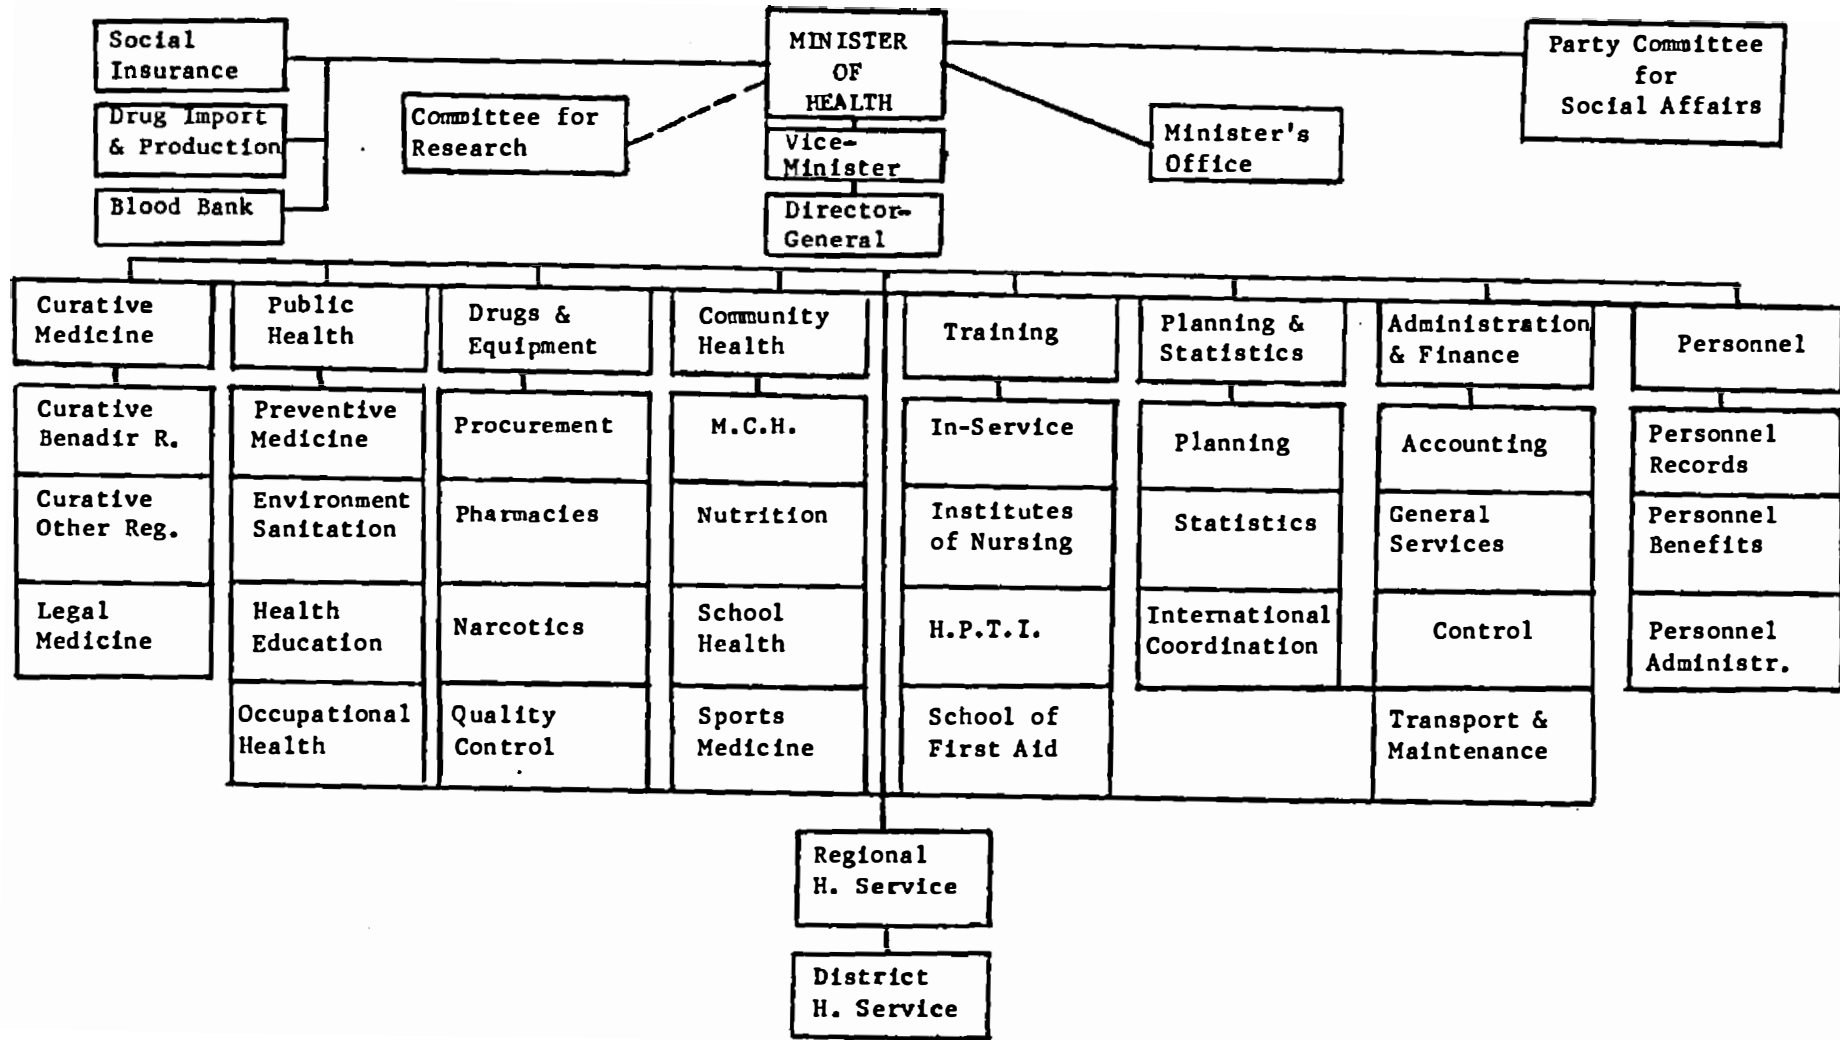 Social
Insurance
Drug Import
& Production
Blood Bank
Committee for
Research
MINISTER
OF
HEALTH
Vice-
Minister
Director-
General
Minister's
Office
Party Committee
for
Social Affairs
Curative
Medicine
Curative
Benadir R.
Curative
Other Reg.
Legal
Medicine
Public
Health
Preventive
Medicine
Environment
Sanitation
Health
Education
Occupational
Health
Drugs &
Equipment
Procurement
Pharmacies
Narcotics
Quality
Control
Community
Health
M.C.H.
Nutrition
School
Health
Sports
Medicine
Training
In-Service
Institutes
of Nursing
H.P.T.I.
School of
First Aid
Planning &
Statistics
Planning
Statistics
International
Coordination
Administration
& Finance
Accounting
General
Services
Control
Transport &
Maintenance
Personnel
Personnel
Records
Personnel
Benefits
Personnel
Administr.
Regional
H. Service
District
H. Service